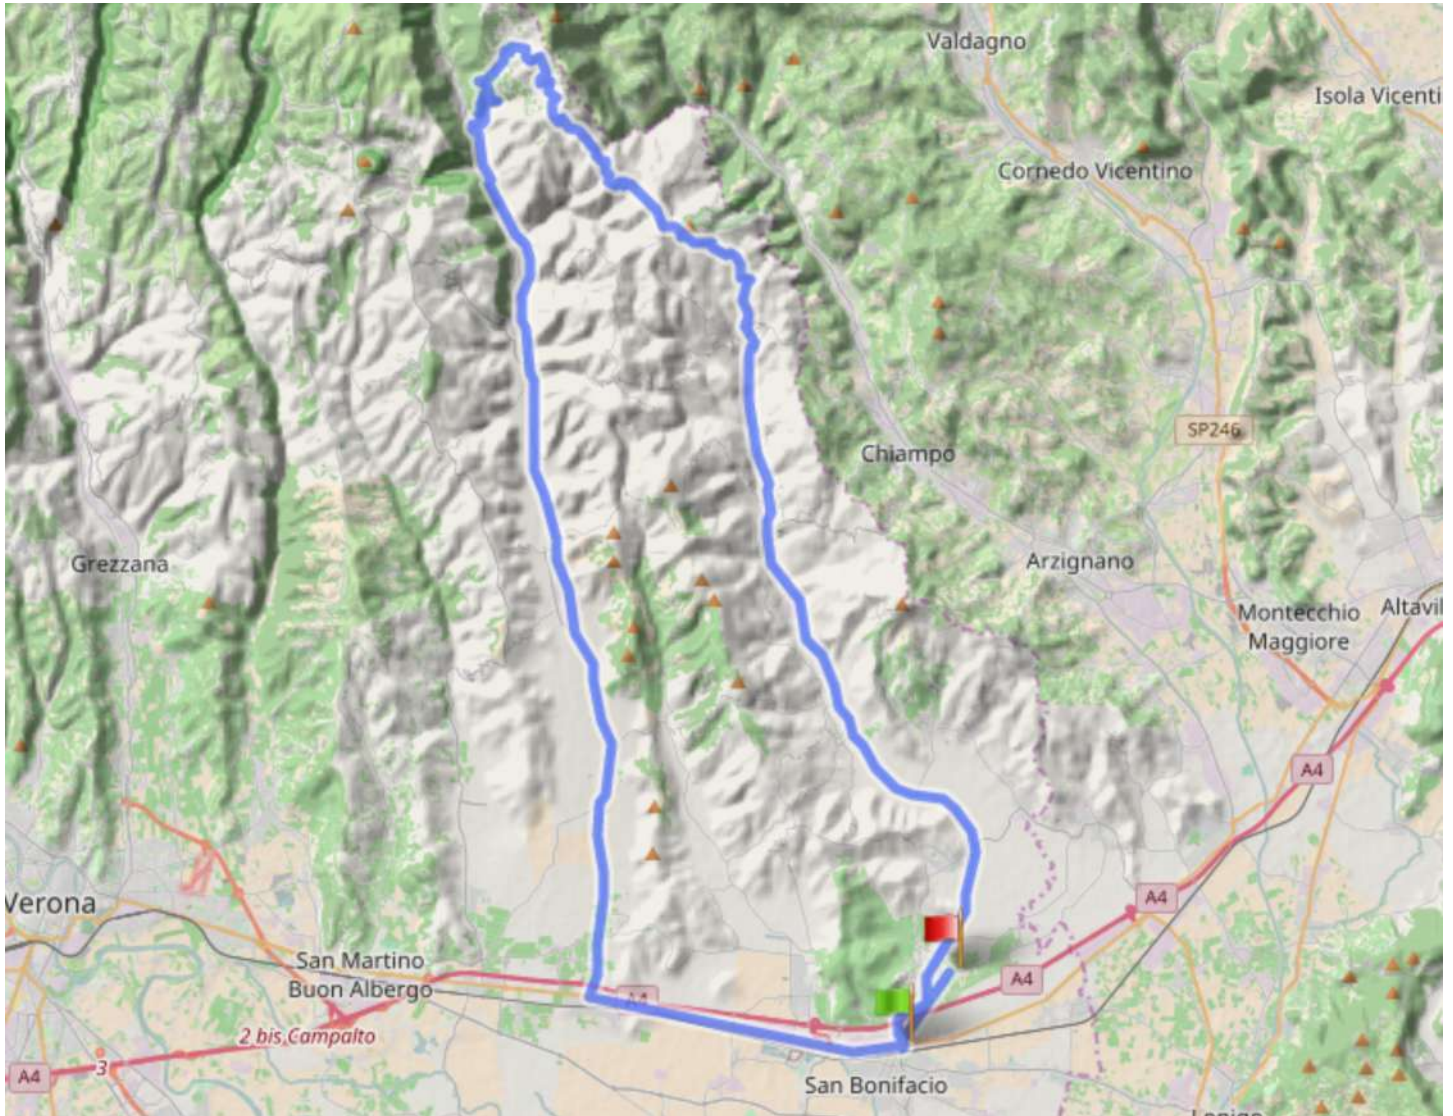 Valdagno
Isola Vicenti
Cornedo Vicentino
SP246
Chiampo
Grezzana
Arzignano
Montecchio
Maggiore
Altavil
A4
A4
Verona
San Martino
Buon Albergo
A4
A4
2 bis Campalto
3
A4
San Bonifacio
Lonigo